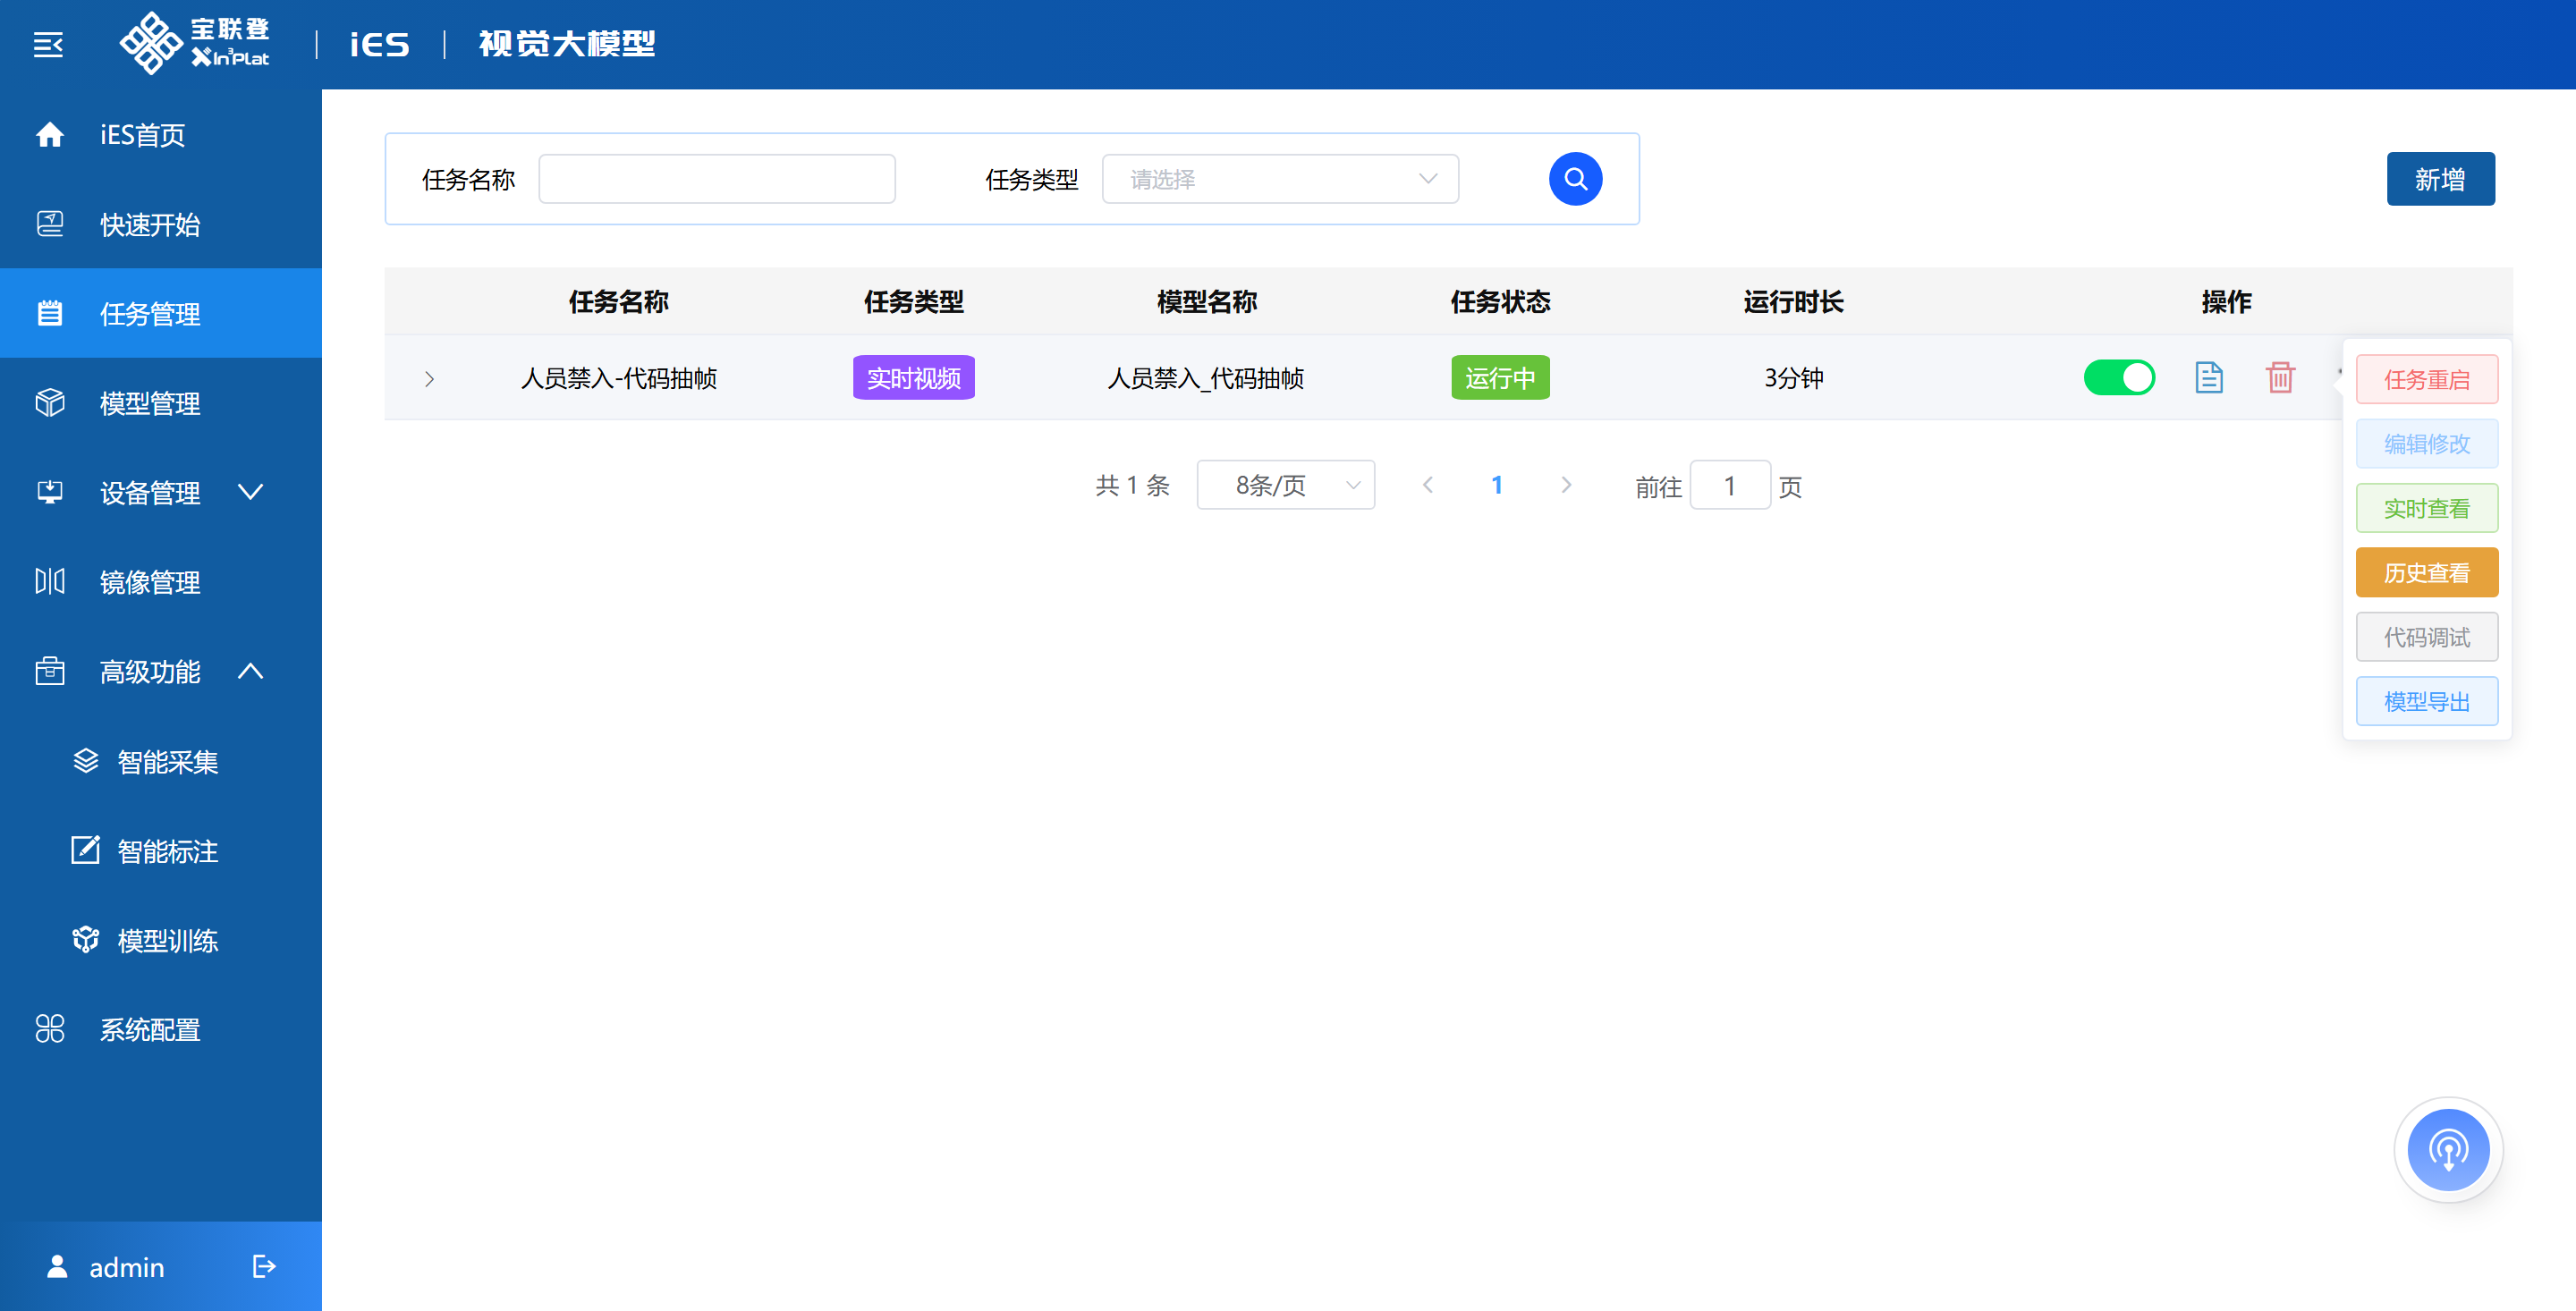 宝联登
XIn³Plat
iES
视觉大模型
iES首页
快速开始
任务管理
模型管理
设备管理
镜像管理
高级功能
智能采集
智能标注
模型训练
系统配置
admin
任务名称
任务类型 请选择
新增
任务名称 任务类型 模型名称 任务状态 运行时长 操作
人员禁入-代码抽帧 实时视频 人员禁入_代码抽帧 运行中 3分钟
任务重启
编辑修改
实时查看
历史查看
代码调试
模型导出
共 1 条 8条/页 1 前往 1 页